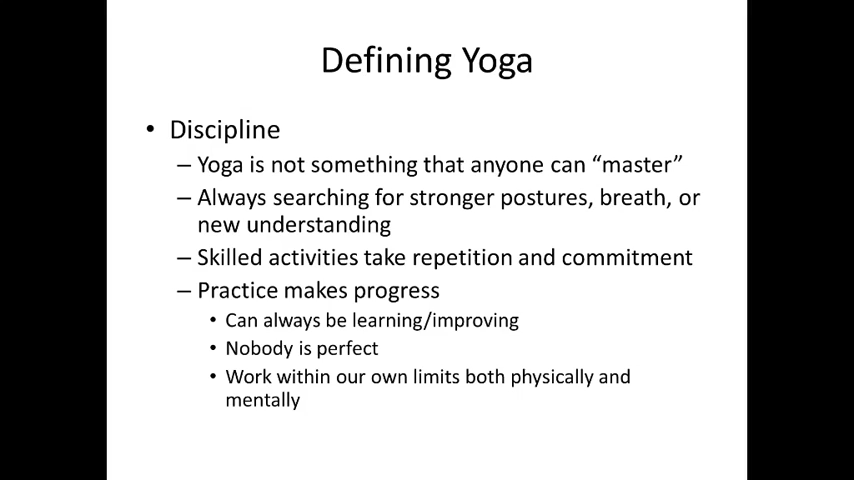 Defining Yoga
• Discipline
– Yoga is not something that anyone can “master”
– Always searching for stronger postures, breath, or
new understanding
– Skilled activities take repetition and commitment
– Practice makes progress
• Can always be learning/improving
• Nobody is perfect
• Work within our own limits both physically and
mentally